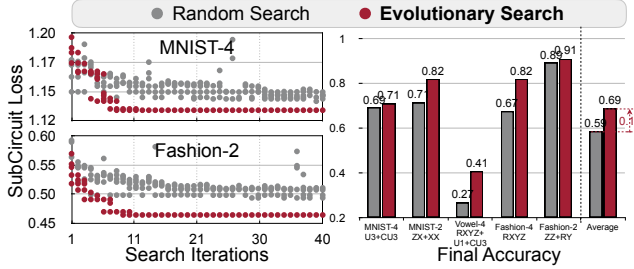 Random Search
Evolutionary Search
SubCircuit Loss
1.20
1.17
1.15
1.12
MNIST-4
0.60
0.55
0.50
0.45
Fashion-2
1
11
21
31
40
Search Iterations
1
0.8
0.6
0.4
0.2
0.69
0.71
0.71
0.82
0.27
0.41
0.67
0.82
0.89
0.91
0.59
0.69
0.1
MNIST-4
U3+CU3
MNIST-2
ZX+XX
Vowel-4
RXYZ+
U1+CU3
Fashion-4
RXYZ
Fashion-2
ZZ+RY
Average
Final Accuracy